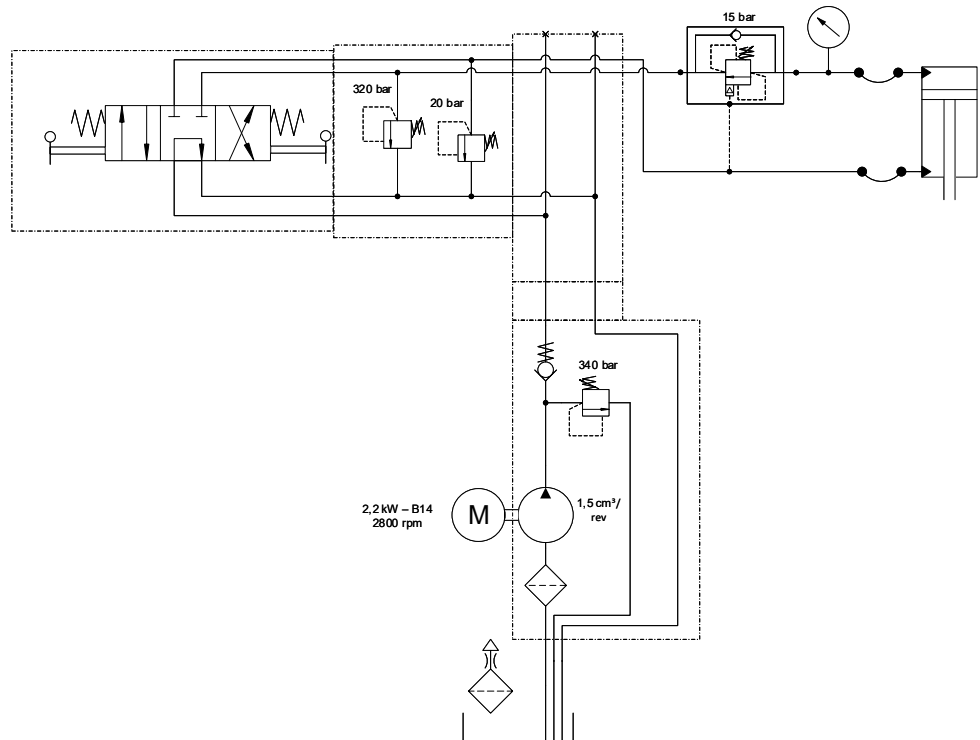 15 bar
320 bar
20 bar
340 bar
2,2 kW – B14
2800 rpm
M
1,5 cm³/
rev